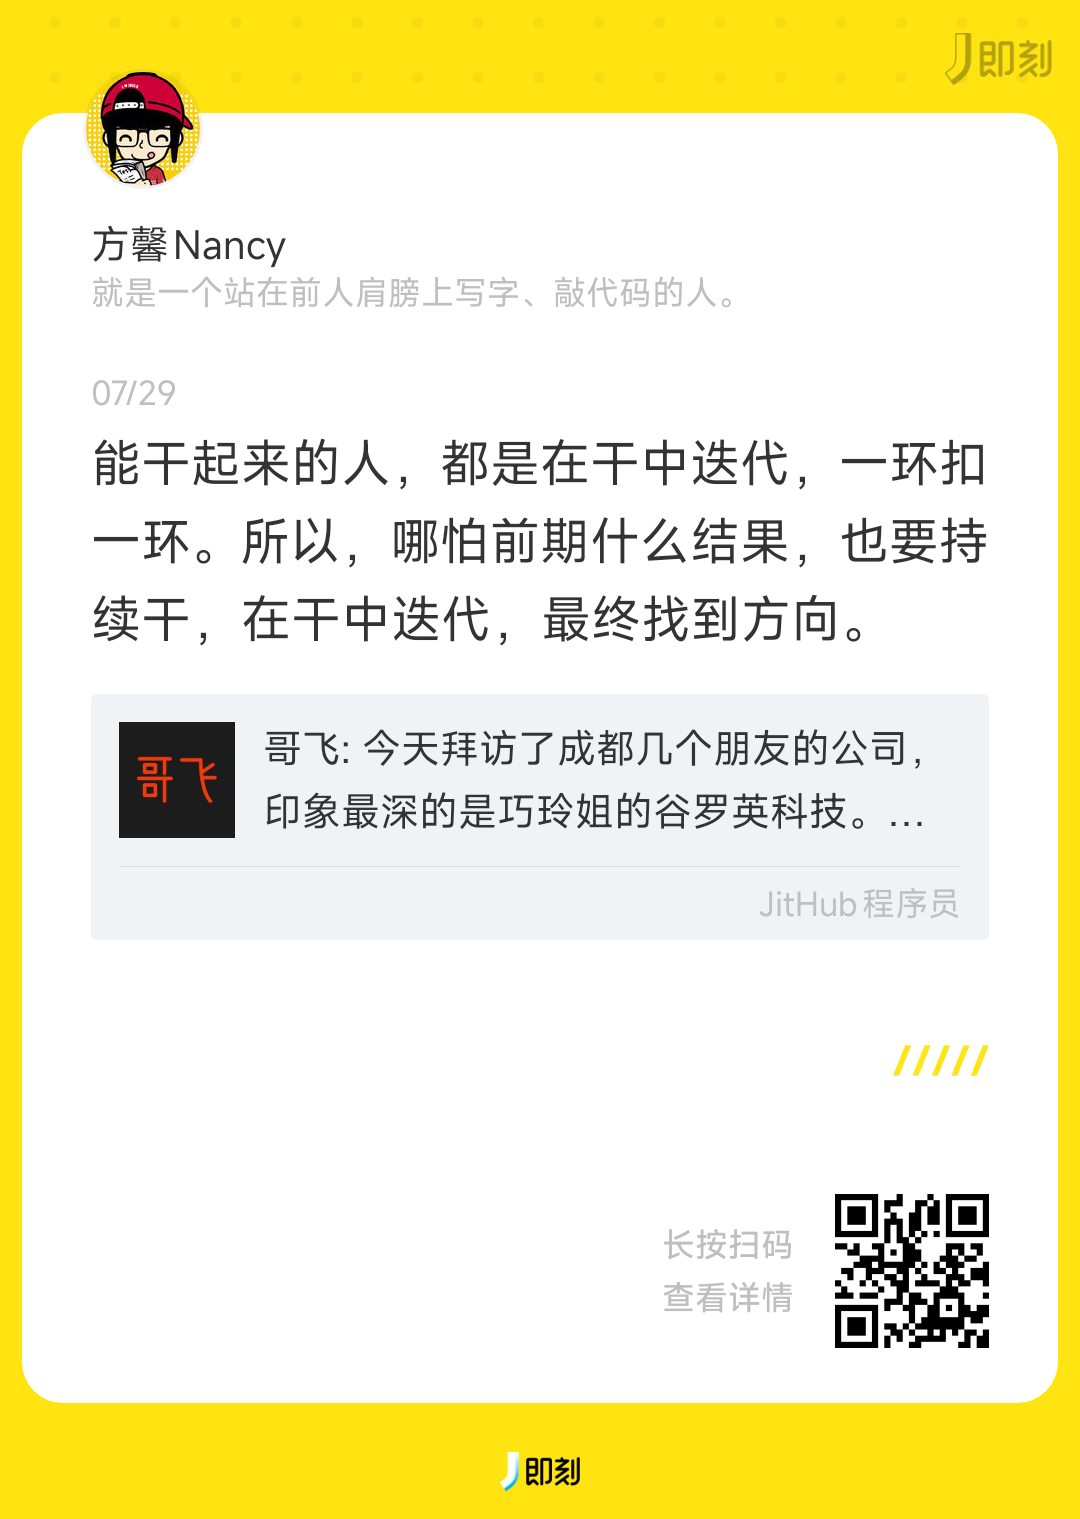 即刻
方馨Nancy
就是一个站在前人肩膀上写字、敲代码的人。
07/29
能干起来的人，都是在干中迭代，一环扣
一环。所以，哪怕前期什么结果，也要持
续干，在干中迭代，最终找到方向。
哥飞
哥飞: 今天拜访了成都几个朋友的公司，
印象最深的是巧玲姐的谷罗英科技。...
JitHub程序员
长按扫码
查看详情
即刻